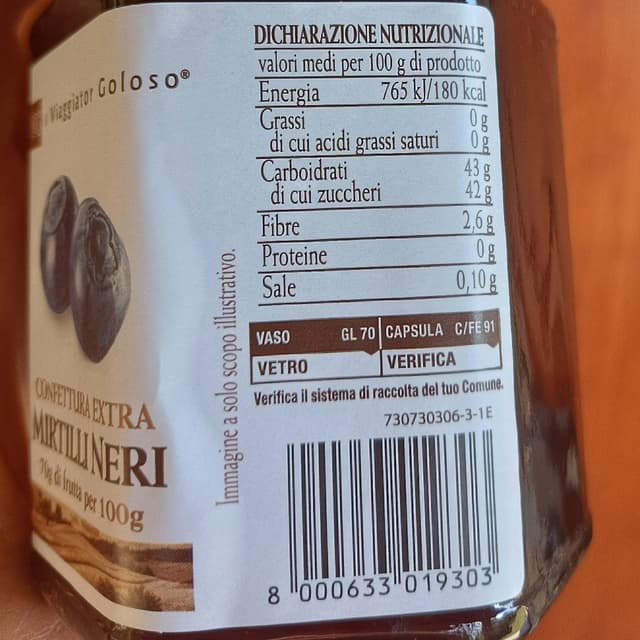 il Viaggiator Goloso®
CONFETTURA EXTRA
MIRTILLI NERI
70g di frutta per 100g
Immagine a solo scopo illustrativo.
DICHIARAZIONE NUTRIZIONALE
valori medi per 100 g di prodotto
Energia 765 kJ/180 kcal
Grassi 0 g
di cui acidi grassi saturi 0 g
Carboidrati 43 g
di cui zuccheri 42 g
Fibre 2,6 g
Proteine 0 g
Sale 0,10 g
VASO GL 70 CAPSULA C/FE 91
VETRO VERIFICA
Verifica il sistema di raccolta del tuo Comune.
730730306-3-1E
8 000633 019303